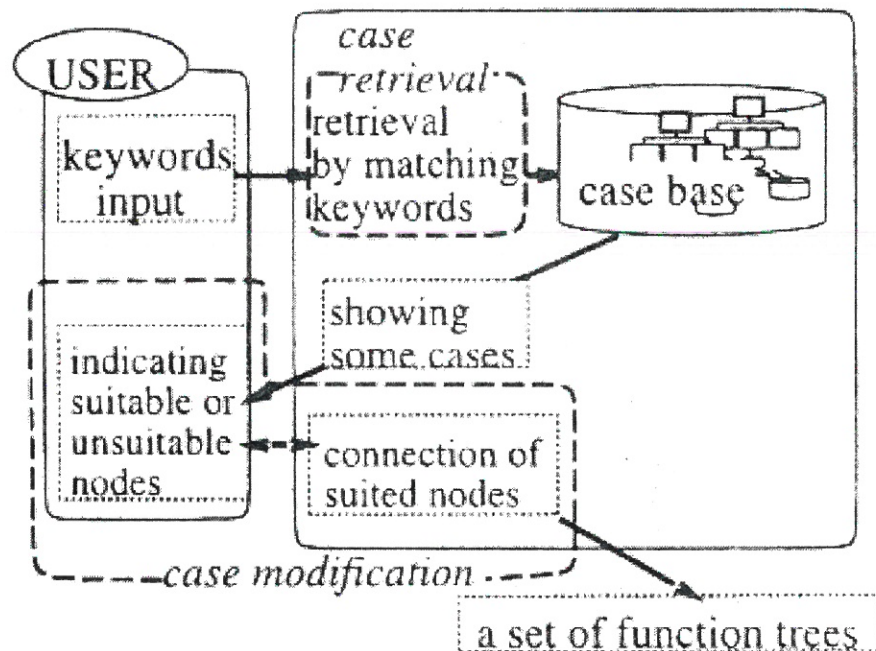 USER
keywords
input
case
retrieval
retrieval
by matching
keywords
case base
showing
some cases
indicating
suitable or
unsuitable
nodes
connection of
suited nodes
case modification
a set of function trees